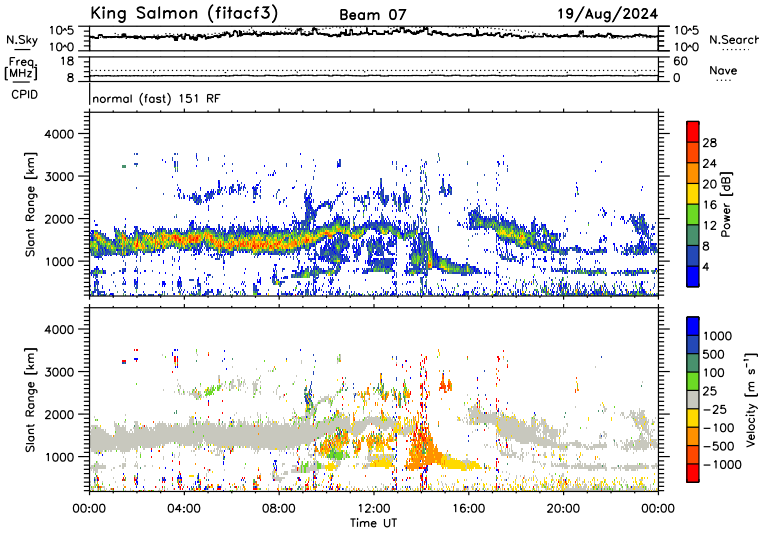 King Salmon (fitacf3) Beam 07 19/Aug/2024
N.Sky 10^5 10^0 10^5 10^0 N.Search
Freq. [MHz] 18 8 60 0 Nave
CPID normal (fast) 151 RF
Slant Range [km] 4000 3000 2000 1000
Power [dB] 28 24 20 16 12 8 4
Slant Range [km] 4000 3000 2000 1000
Velocity [m s⁻¹] 1000 500 100 25 −25 −100 −500 −1000
00:00 04:00 08:00 12:00 16:00 20:00 00:00
Time UT